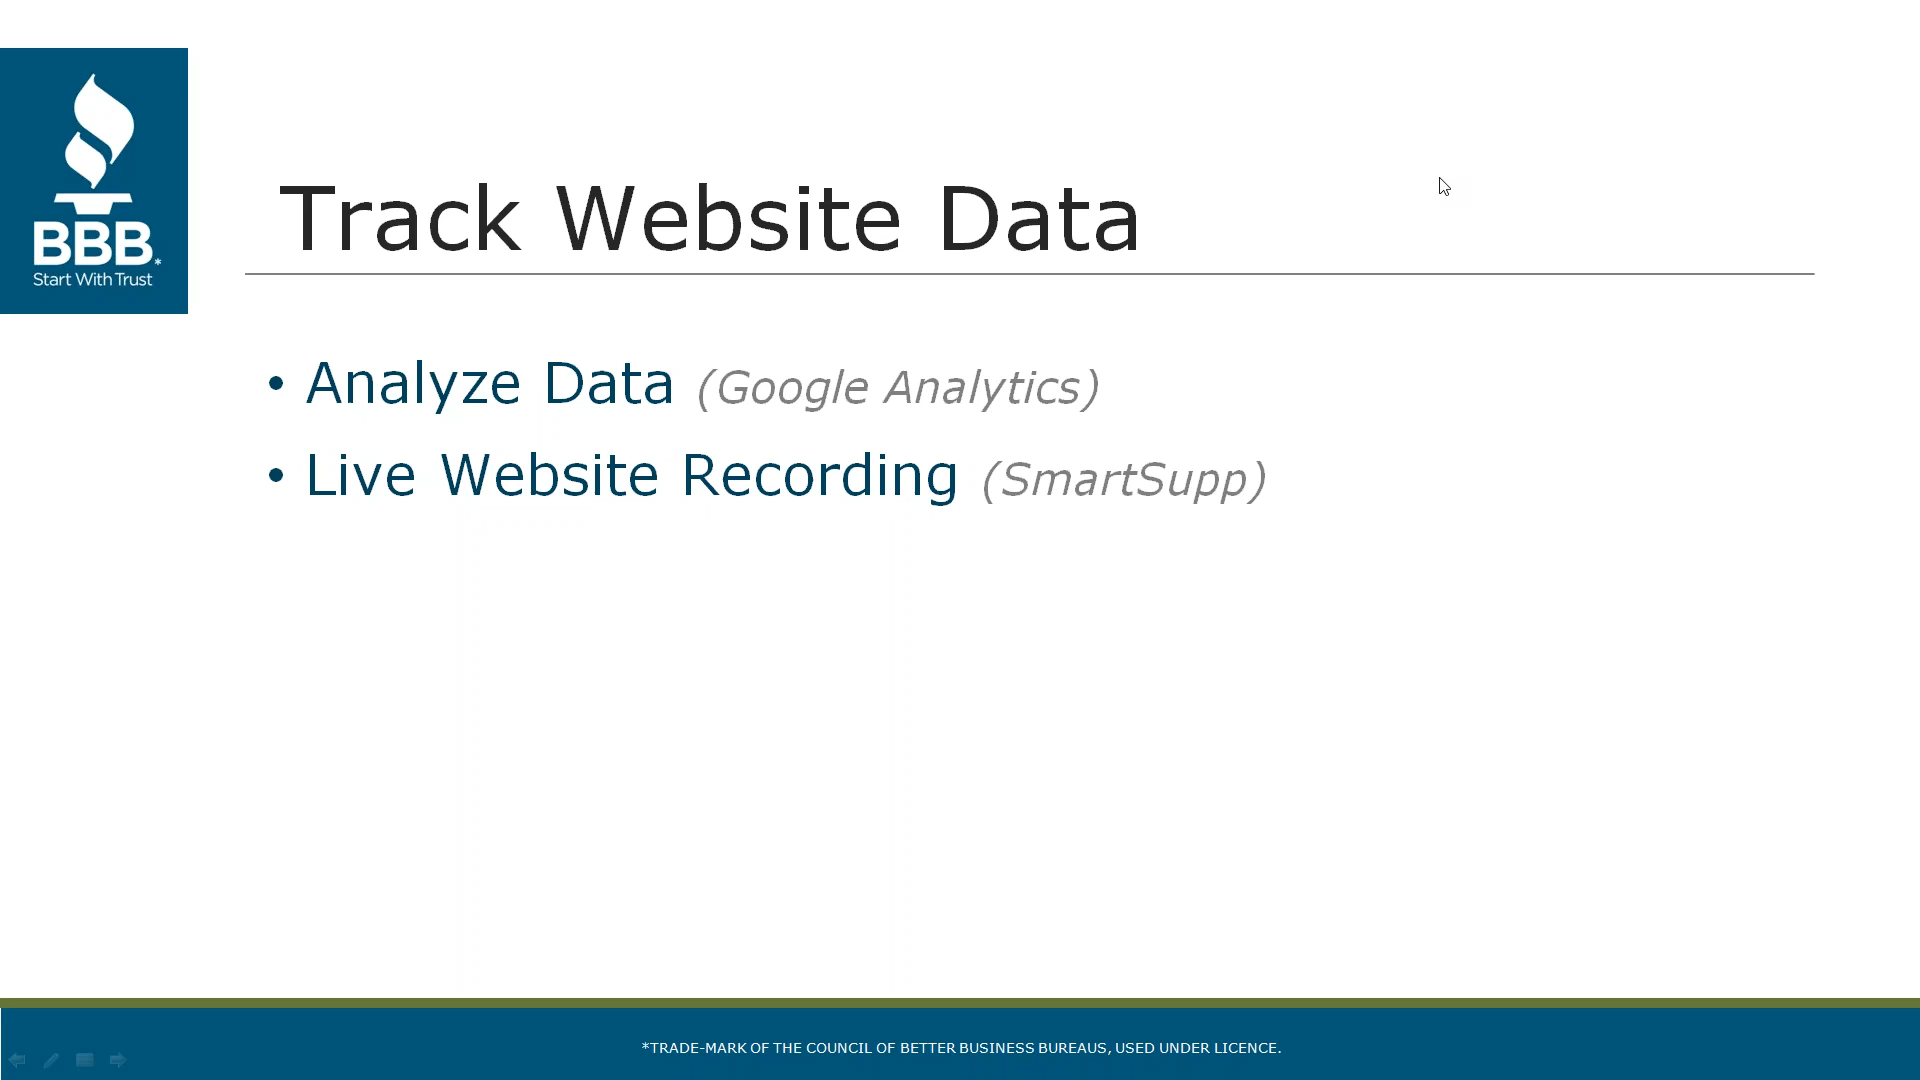 BBB*
Start With Trust
Track Website Data
• Analyze Data (Google Analytics)
• Live Website Recording (SmartSupp)
*TRADE-MARK OF THE COUNCIL OF BETTER BUSINESS BUREAUS, USED UNDER LICENCE.